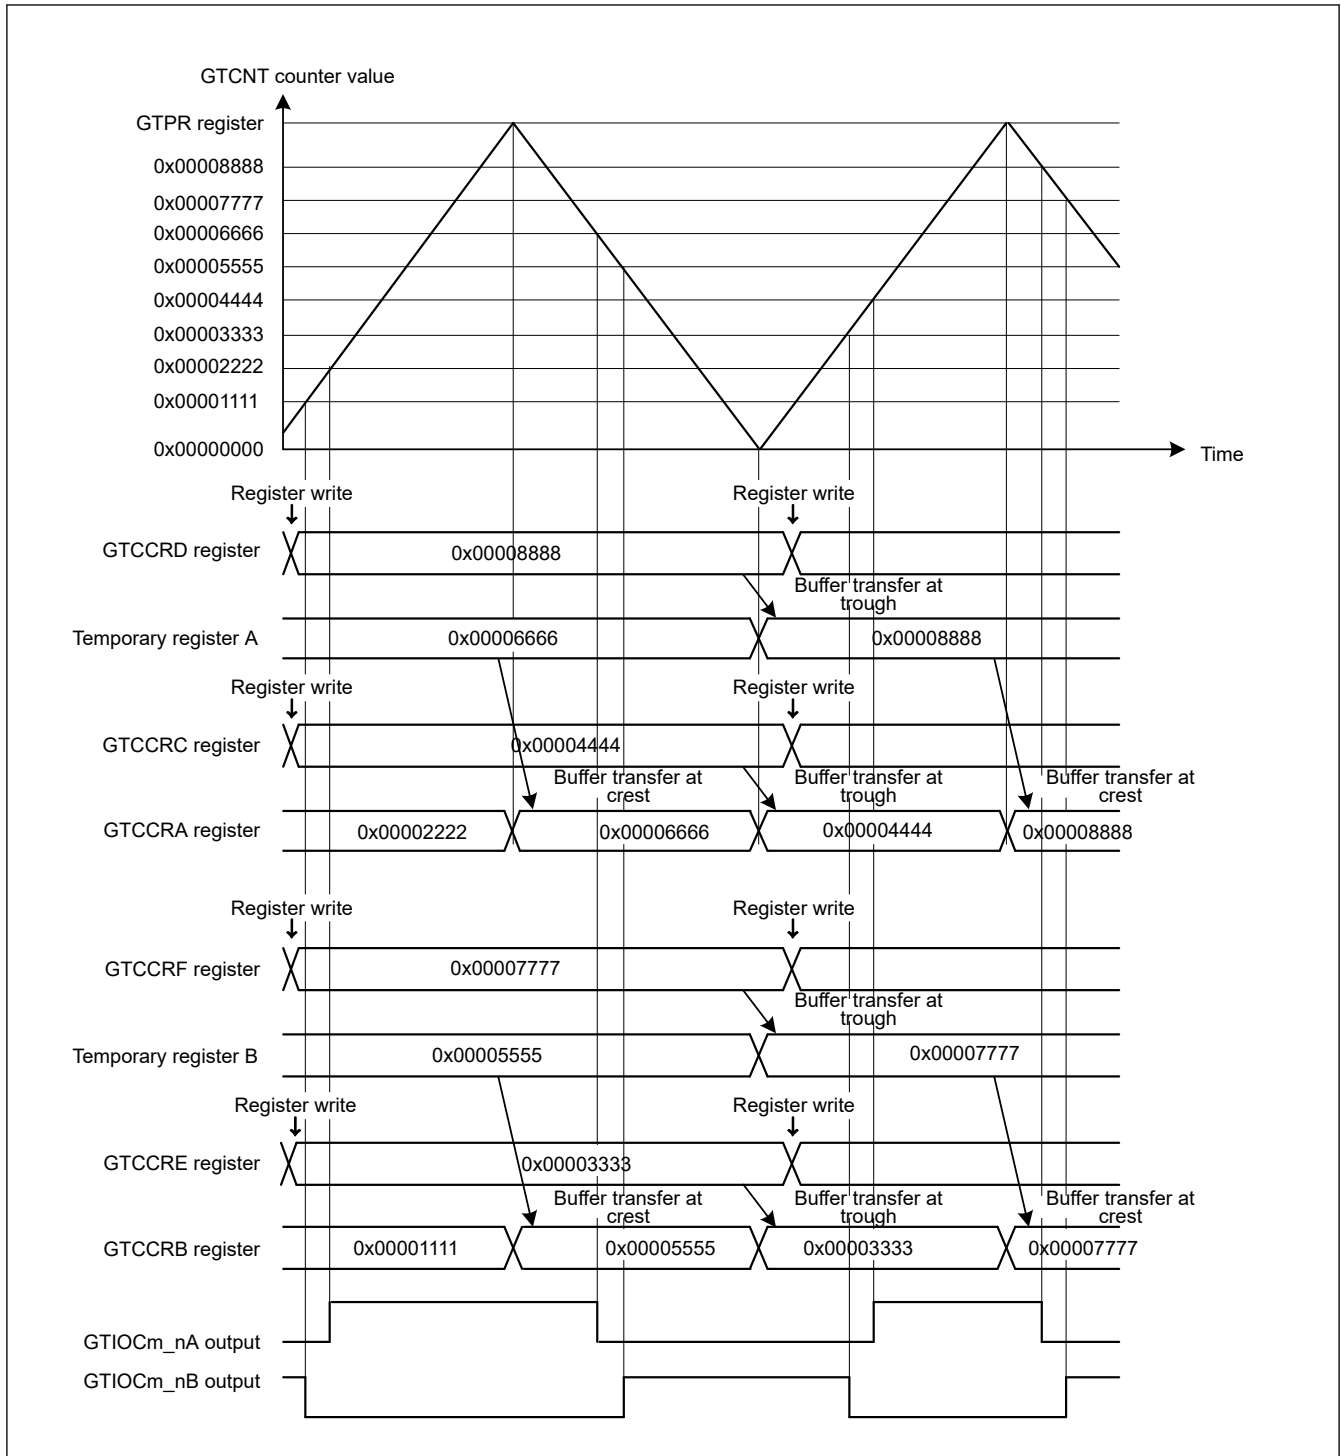 GTCNT counter value
GTPR register
0x00008888
0x00007777
0x00006666
0x00005555
0x00004444
0x00003333
0x00002222
0x00001111
0x00000000
Time
Register write
Register write
GTCCRD register
0x00008888
Buffer transfer at
trough
Temporary register A
0x00006666
0x00008888
Register write
Register write
GTCCRC register
0x00004444
Buffer transfer at
crest
Buffer transfer at
trough
Buffer transfer at
crest
GTCCRA register
0x00002222
0x00006666
0x00004444
0x00008888
Register write
Register write
GTCCRF register
0x00007777
Buffer transfer at
trough
Temporary register B
0x00005555
0x00007777
Register write
Register write
GTCCRE register
0x00003333
Buffer transfer at
crest
Buffer transfer at
trough
Buffer transfer at
crest
GTCCRB register
0x00001111
0x00005555
0x00003333
0x00007777
GTIOCm_nA output
GTIOCm_nB output